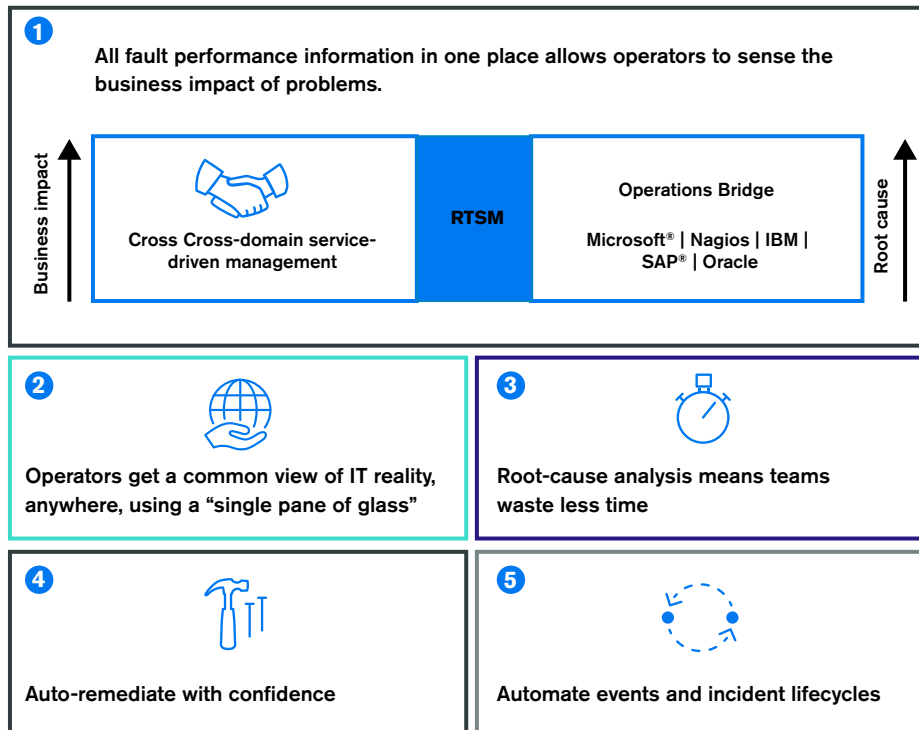 1
All fault performance information in one place allows operators to sense the
business impact of problems.
Business impact
Cross Cross-domain service-
driven management
RTSM
Operations Bridge
Microsoft® | Nagios | IBM |
SAP® | Oracle
Root cause
2
Operators get a common view of IT reality,
anywhere, using a “single pane of glass”
3
Root-cause analysis means teams
waste less time
4
Auto-remediate with confidence
5
Automate events and incident lifecycles